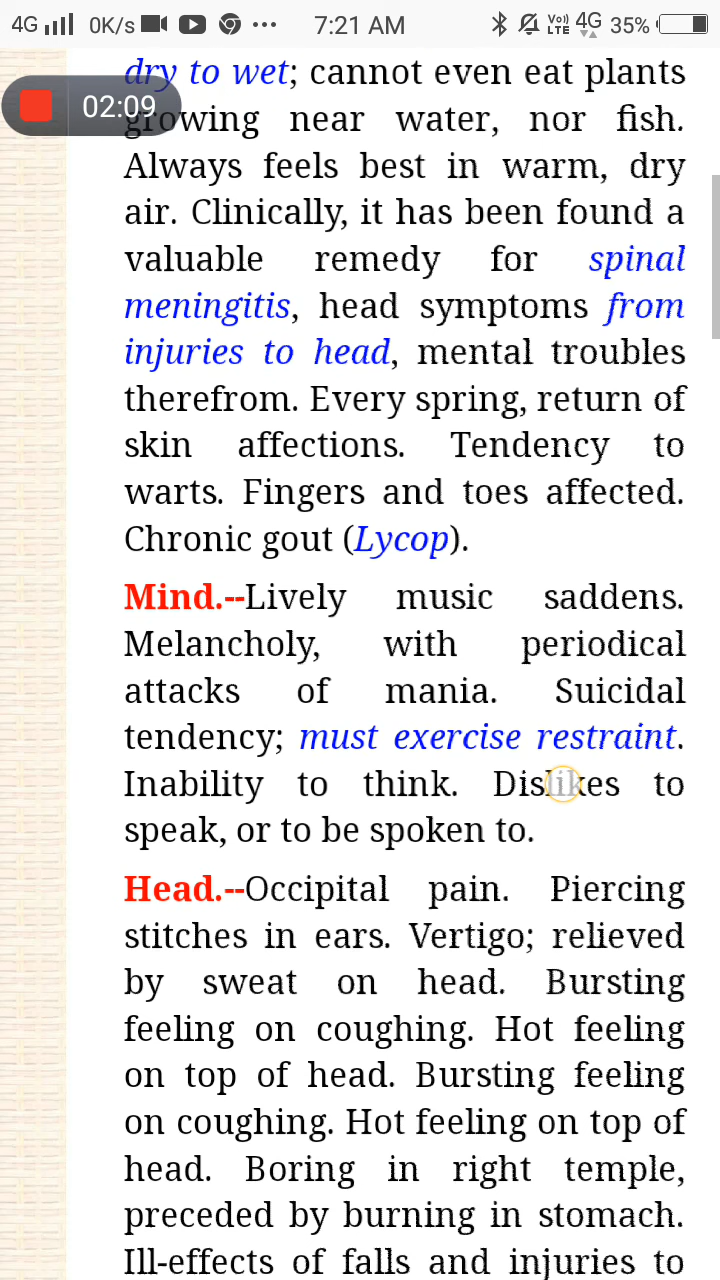 4G 0K/s ••• 7:21 AM VoD LTE 4G 35%
dry to wet; cannot even eat plants
02:09
growing near water, nor fish.
Always feels best in warm, dry
air. Clinically, it has been found a
valuable remedy for spinal
meningitis, head symptoms from
injuries to head, mental troubles
therefrom. Every spring, return of
skin affections. Tendency to
warts. Fingers and toes affected.
Chronic gout (Lycop).
Mind.--Lively music saddens.
Melancholy, with periodical
attacks of mania. Suicidal
tendency; must exercise restraint.
Inability to think. Dislikes to
speak, or to be spoken to.
Head.--Occipital pain. Piercing
stitches in ears. Vertigo; relieved
by sweat on head. Bursting
feeling on coughing. Hot feeling
on top of head. Bursting feeling
on coughing. Hot feeling on top of
head. Boring in right temple,
preceded by burning in stomach.
Ill-effects of falls and injuries to